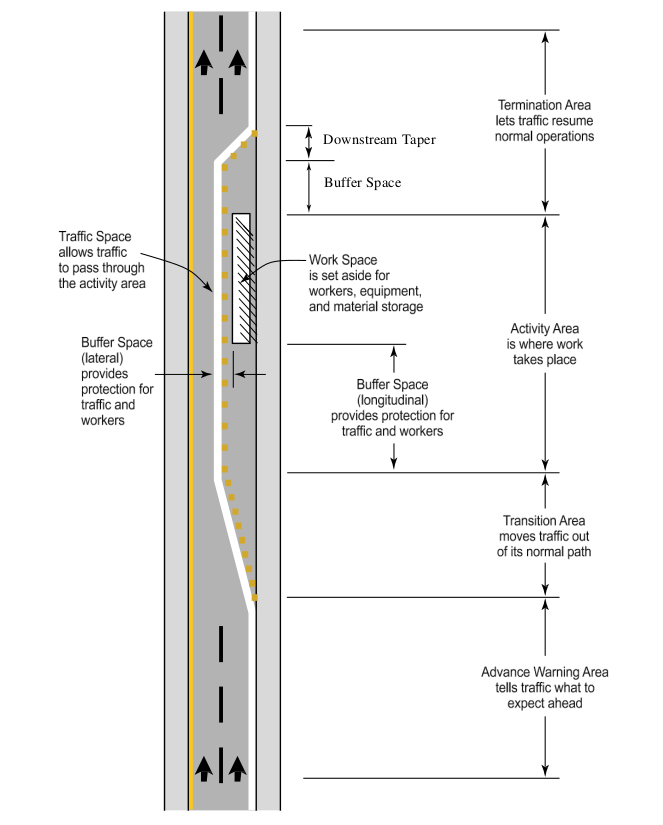 Termination Area
lets traffic resume
normal operations
Downstream Taper
Buffer Space
Traffic Space
allows traffic
to pass through
the activity area
Work Space
is set aside for
workers, equipment,
and material storage
Activity Area
is where work
takes place
Buffer Space
(lateral)
provides
protection for
traffic and
workers
Buffer Space
(longitudinal)
provides protection for
traffic and workers
Transition Area
moves traffic out
of its normal path
Advance Warning Area
tells traffic what to
expect ahead